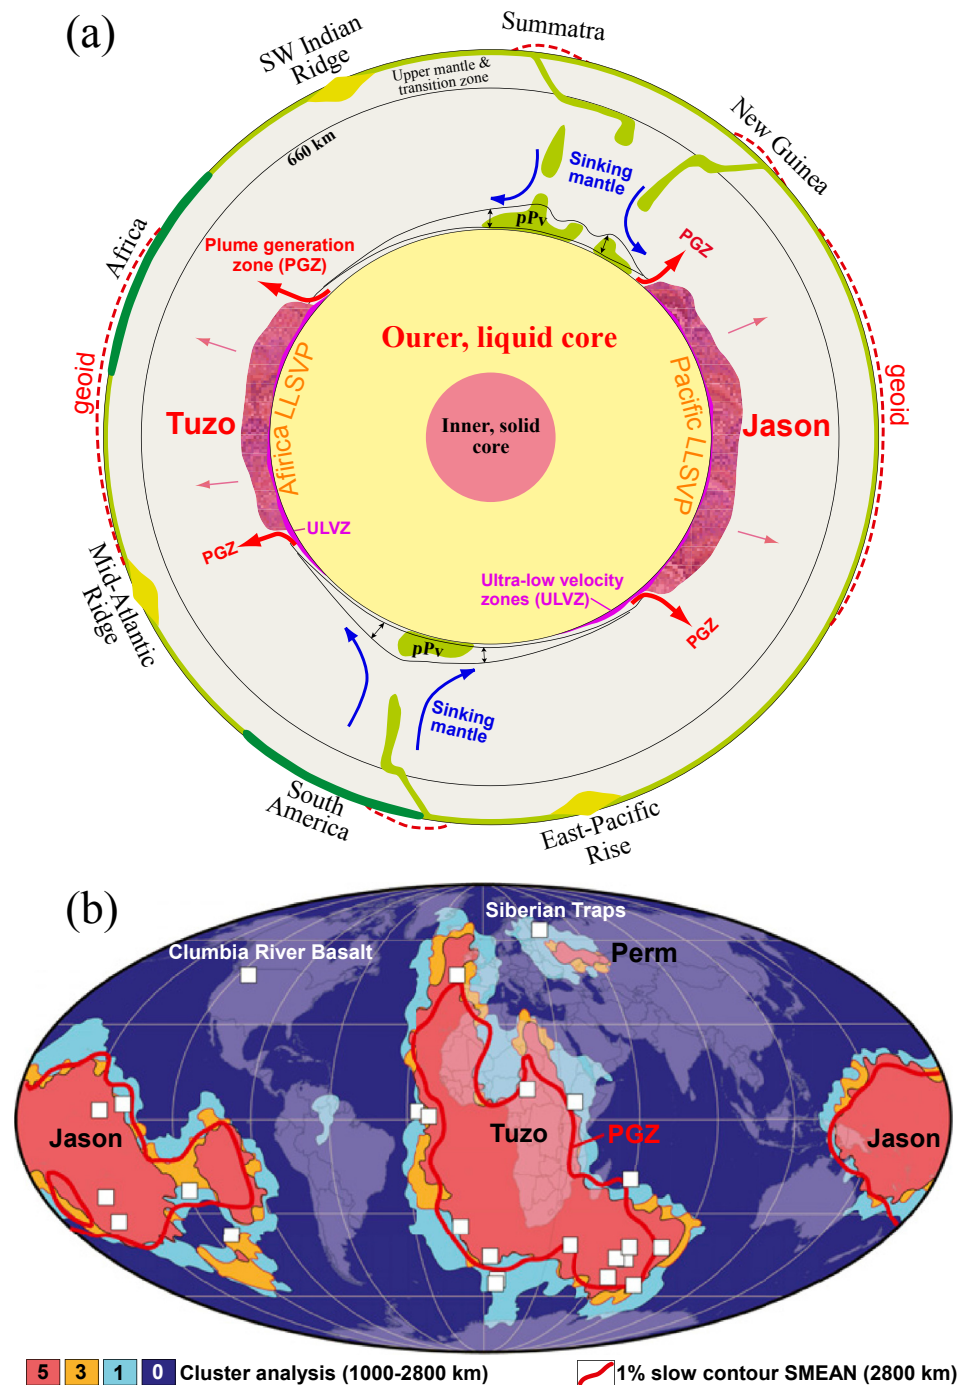 (a)
Summatra
SW Indian
Ridge
Upper mantle &
transition zone
New Guinea
660 km
Sinking
mantle
pPv
Africa
Plume generation
zone (PGZ)
PGZ
Ourer, liquid core
geoid
Tuzo
Afirica LLSVP
Inner, solid
core
Pacific LLSVP
Jason
geoid
ULVZ
PGZ
Mid-Atlantic
Ridge
Ultra-low velocity
zones (ULVZ)
PGZ
pPv
Sinking
mantle
South
America
East-Pacific
Rise
(b)
Siberian Traps
Clumbia River Basalt
Perm
Jason
Tuzo
PGZ
Jason
5 3 1 0 Cluster analysis (1000-2800 km)
1% slow contour SMEAN (2800 km)